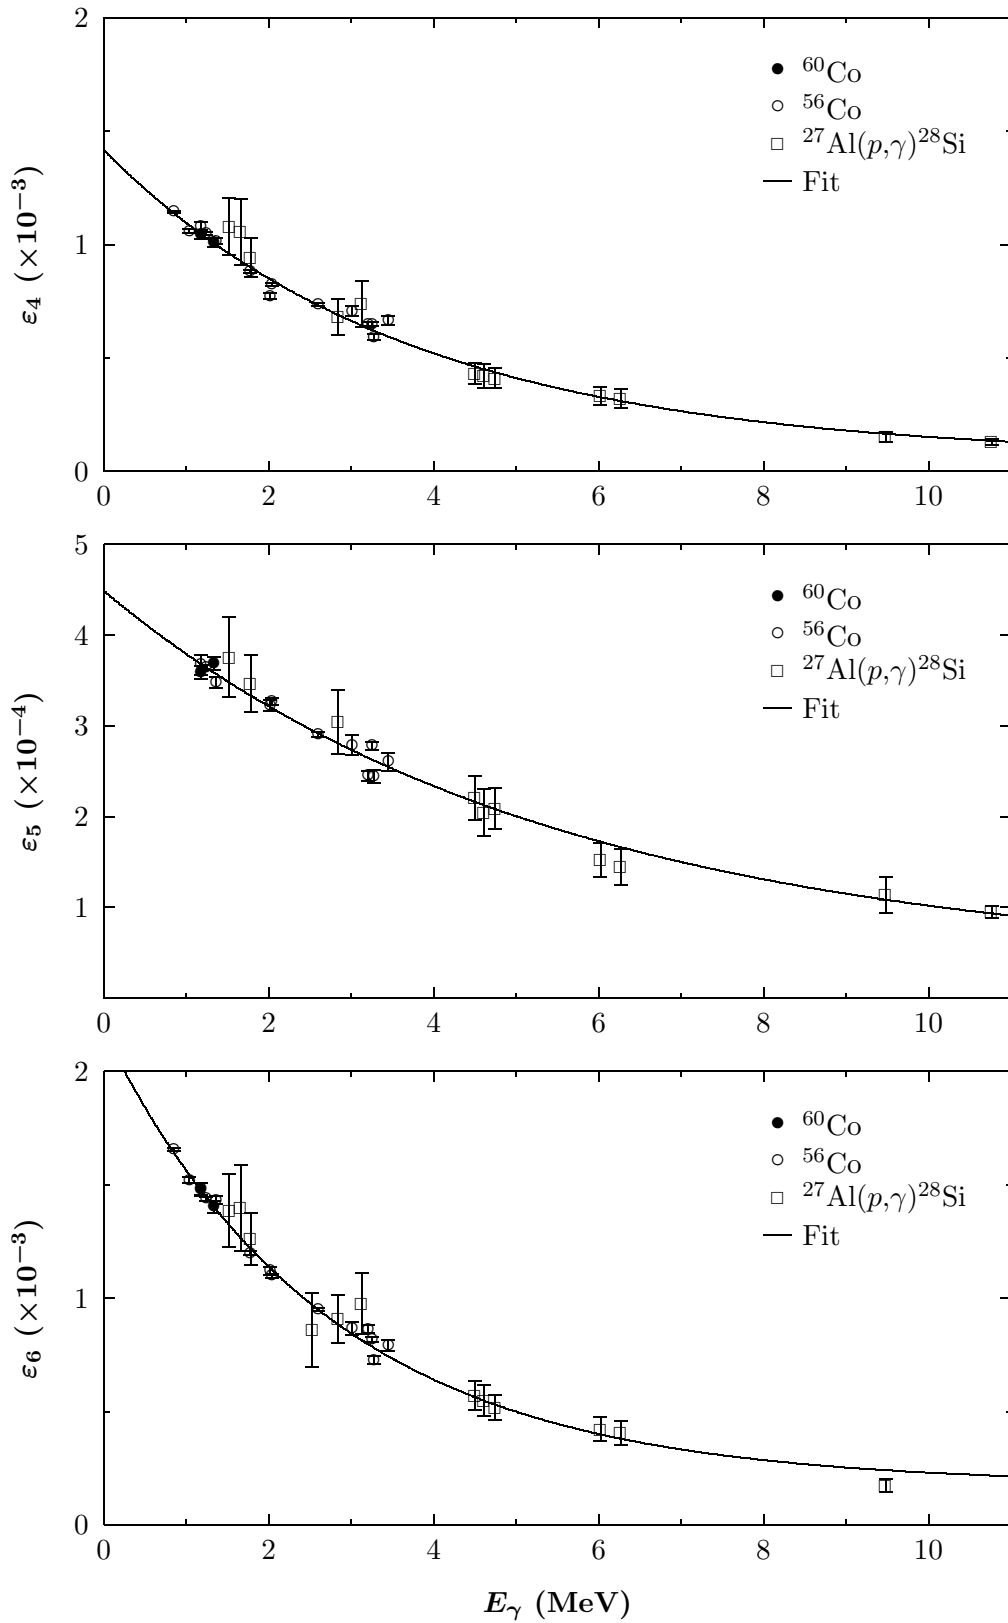 2
⁶⁰Co
⁵⁶Co
²⁷Al(p,γ)²⁸Si
Fit
1
ε₄ (×10⁻³)
0
0 2 4 6 8 10
5
⁶⁰Co
⁵⁶Co
4
²⁷Al(p,γ)²⁸Si
Fit
3
ε₅ (×10⁻⁴)
2
1
0 2 4 6 8 10
2
⁶⁰Co
⁵⁶Co
²⁷Al(p,γ)²⁸Si
Fit
1
ε₆ (×10⁻³)
0
0 2 4 6 8 10
Eᵧ (MeV)